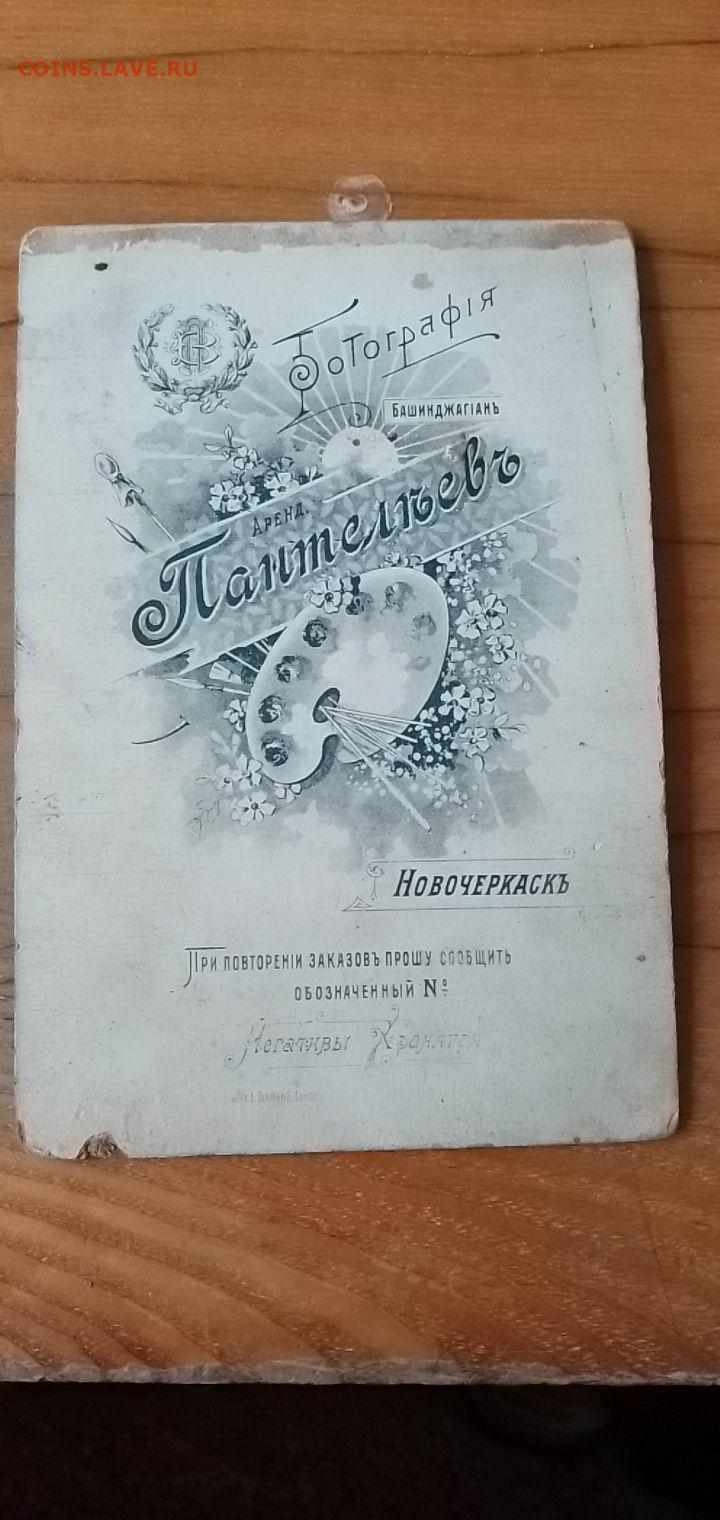 COINS.LAVE.RU
Фотографія
Башинджагіанъ
Аренд.
Пантелѣевъ
Новочеркаскъ
При повтореніи заказовъ прошу сообщить
обозначенный №
Негативы хранятся